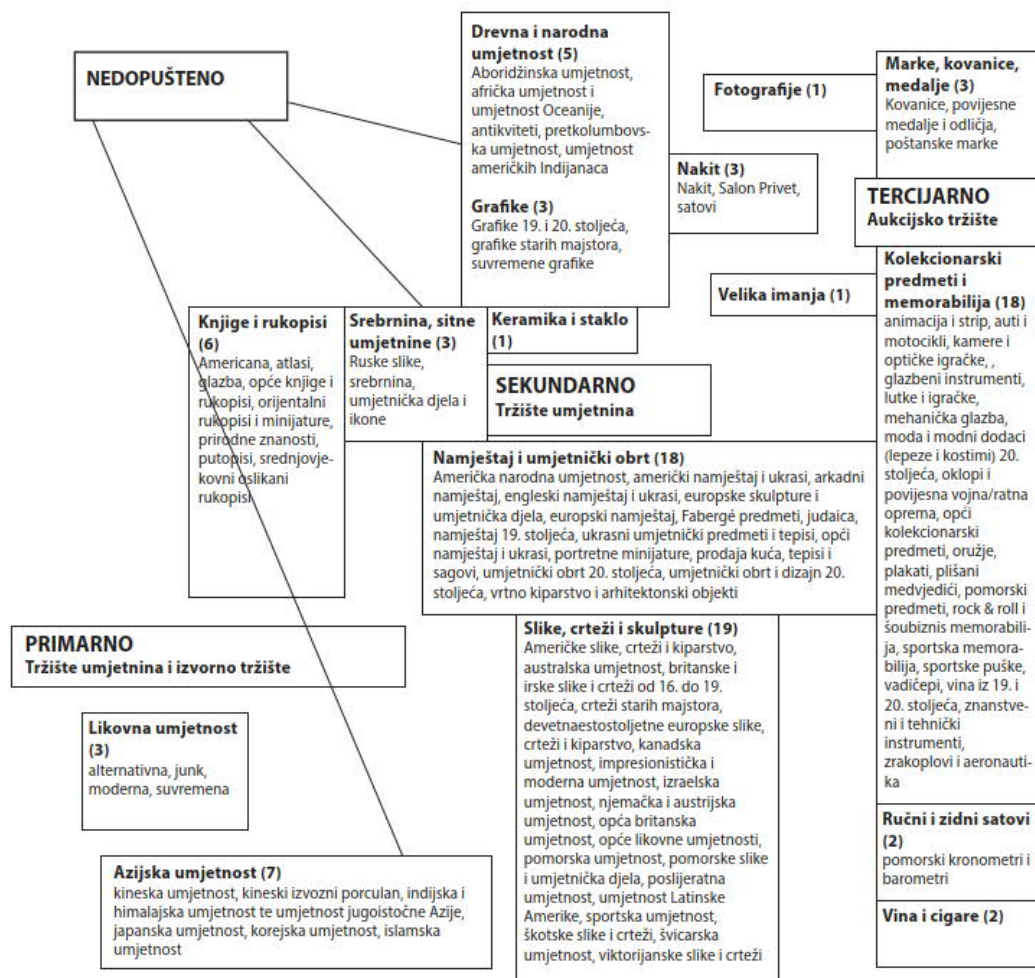 NEDOPUŠTENO
Drevna i narodna
umjetnost (5)
Aboridžinska umjetnost,
afrička umjetnost i
umjetnost Oceanije,
antikviteti, pretkolumbovs-
ka umjetnost, umjetnost
američkih Indijanaca
Grafike (3)
Grafike 19. i 20. stoljeća,
grafike starih majstora,
suvremene grafike
Fotografije (1)
Marke, kovanice,
medalje (3)
Kovanice, povijesne
medalje i odličja,
poštanske marke
Nakit (3)
Nakit, Salon Privet,
satovi
TERCIJARNO
Aukcijsko tržište
Kolekcionarski
predmeti i
memorabilija (18)
animacija i strip, auti i
motocikli, kamere i
optičke igračke, ,
glazbeni instrumenti,
lutke i igračke,
mehanička glazba,
moda i modni dodaci
(lepeze i kostimi) 20.
stoljeća, oklopi i
povijesna vojna/ratna
oprema, opći
kolekcionarski
predmeti, oružje,
plakati, plišani
medvjedići, pomorski
predmeti, rock & roll i
šoubiznis memorabili-
ja, sportska memora-
bilija, sportske puške,
vadičepi, vina iz 19. i
20. stoljeća, znanstve-
ni i tehnički
instrumenti,
zrakoplovi i aeronauti-
ka
Velika imanja (1)
Knjige i rukopisi
(6)
Americana, atlasi,
glazba, opće knjige i
rukopisi, orijentalni
rukopisi i minijature,
prirodne znanosti,
putopisi, srednjovje-
kovni oslikani
rukopisi
Srebrnina, sitne
umjetnine (3)
Ruske slike,
srebrnina,
umjetnička djela i
ikone
Keramika i staklo
(1)
SEKUNDARNO
Tržište umjetnina
Namještaj i umjetnički obrt (18)
Američka narodna umjetnost, američki namještaj i ukrasi, arkadni
namještaj, engleski namještaj i ukrasi, europske skulpture i
umjetnička djela, europski namještaj, Fabergé predmeti, judaica,
namještaj 19. stoljeća, ukrasni umjetnički predmeti i tepisi, opći
namještaj i ukrasi, portretne minijature, prodaja kuća, tepisi i
sagovi, umjetnički obrt 20. stoljeća, umjetnički obrt i dizajn 20.
stoljeća, vrtno kiparstvo i arhitektonski objekti
PRIMARNO
Tržište umjetnina i izvorno tržište
Slike, crteži i skulpture (19)
Američke slike, crteži i kiparstvo,
australska umjetnost, britanske i
irske slike i crteži od 16. do 19.
stoljeća, crteži starih majstora,
devetnaestostoljetne europske slike,
crteži i kiparstvo, kanadska
umjetnost, impresionistička i
moderna umjetnost, izraelska
umjetnost, njemačka i austrijska
umjetnost, opća britanska
umjetnost, opće likovne umjetnosti,
pomorska umjetnost, pomorske slike
i umjetnička djela, poslijeratna
umjetnost, umjetnost Latinske
Amerike, sportska umjetnost,
škotske slike i crteži, švicarska
umjetnost, viktorijanske slike i crteži
Likovna umjetnost
(3)
alternativna, junk,
moderna, suvremena
Azijska umjetnost (7)
kineska umjetnost, kineski izvozni porculan, indijska i
himalajska umjetnost te umjetnost jugoistočne Azije,
japanska umjetnost, korejska umjetnost, islamska
umjetnost
Ručni i zidni satovi
(2)
pomorski kronometri i
barometri
Vina i cigare (2)